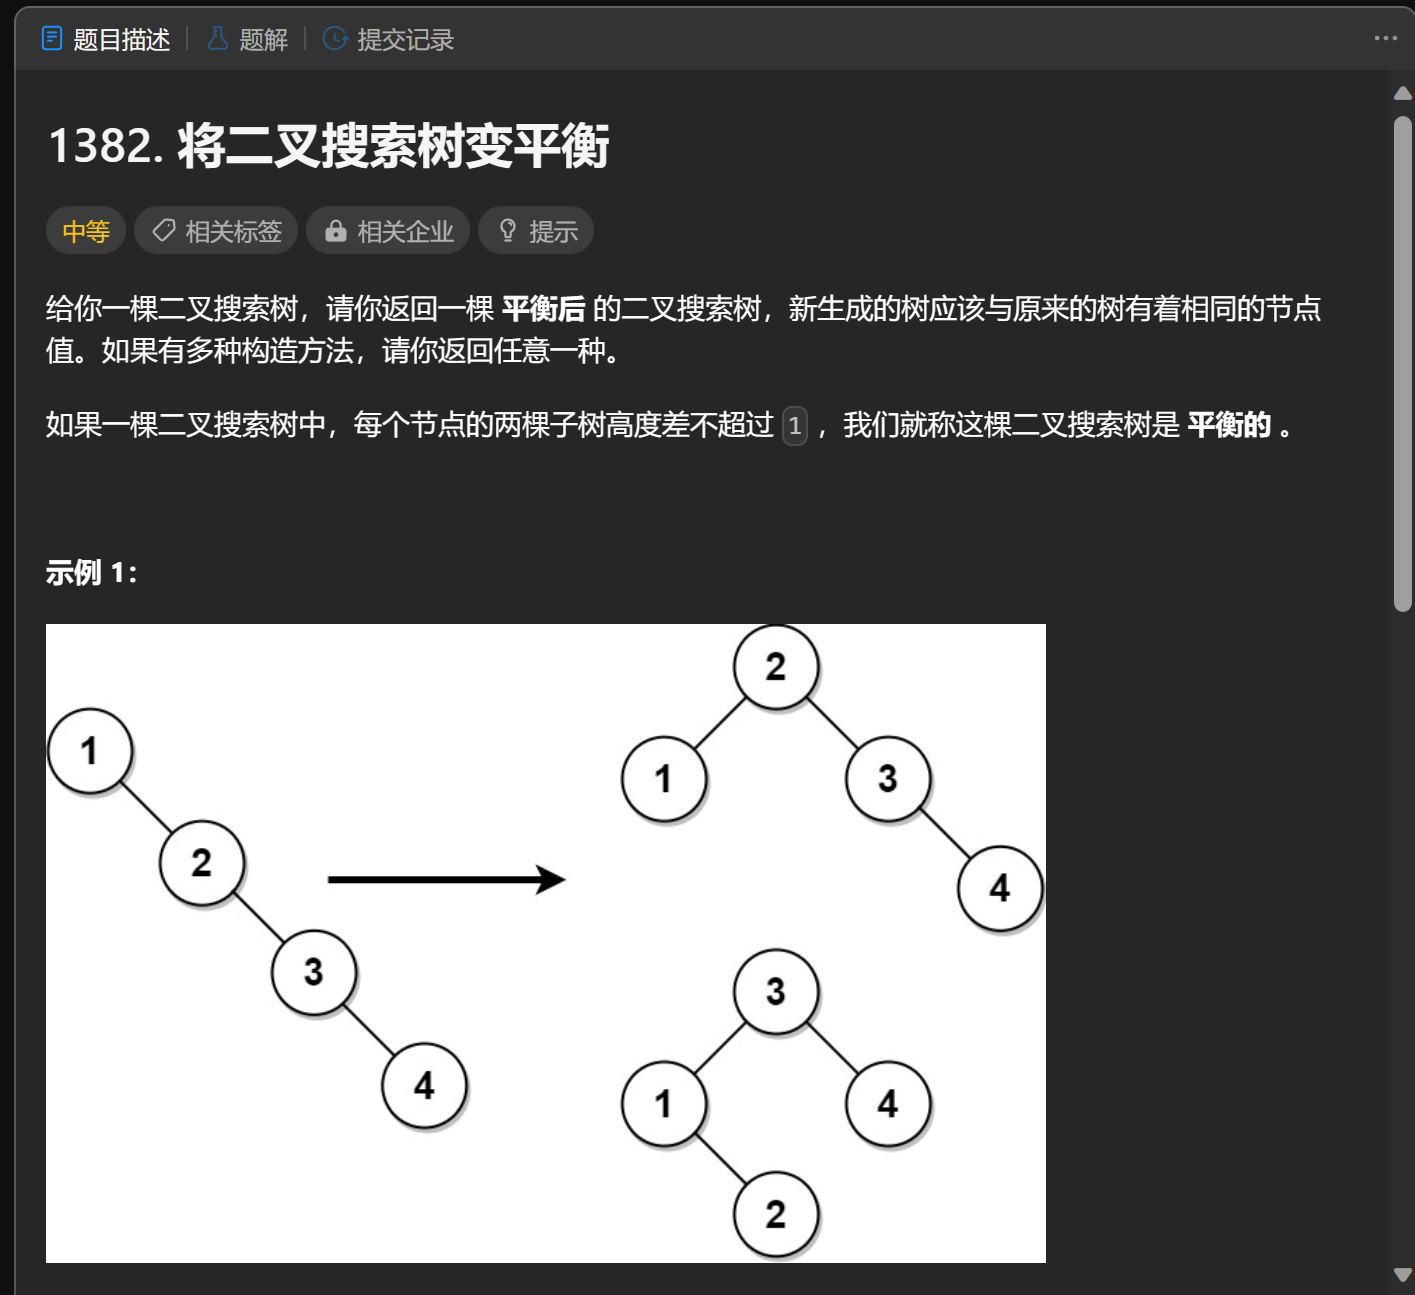 题目描述 题解 提交记录
1382. 将二叉搜索树变平衡
中等 相关标签 相关企业 提示
给你一棵二叉搜索树，请你返回一棵 平衡后 的二叉搜索树，新生成的树应该与原来的树有着相同的节点
值。如果有多种构造方法，请你返回任意一种。
如果一棵二叉搜索树中，每个节点的两棵子树高度差不超过 1 ，我们就称这棵二叉搜索树是 平衡的 。
示例 1：
1
2
3
4
2
1 3
4
3
1 4
2